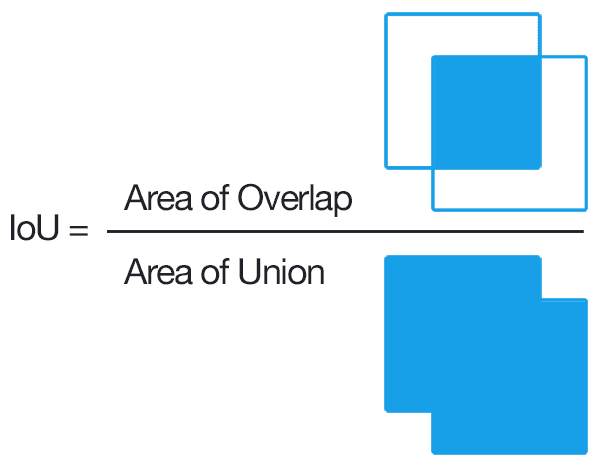 Area of Overlap
IoU =
Area of Union